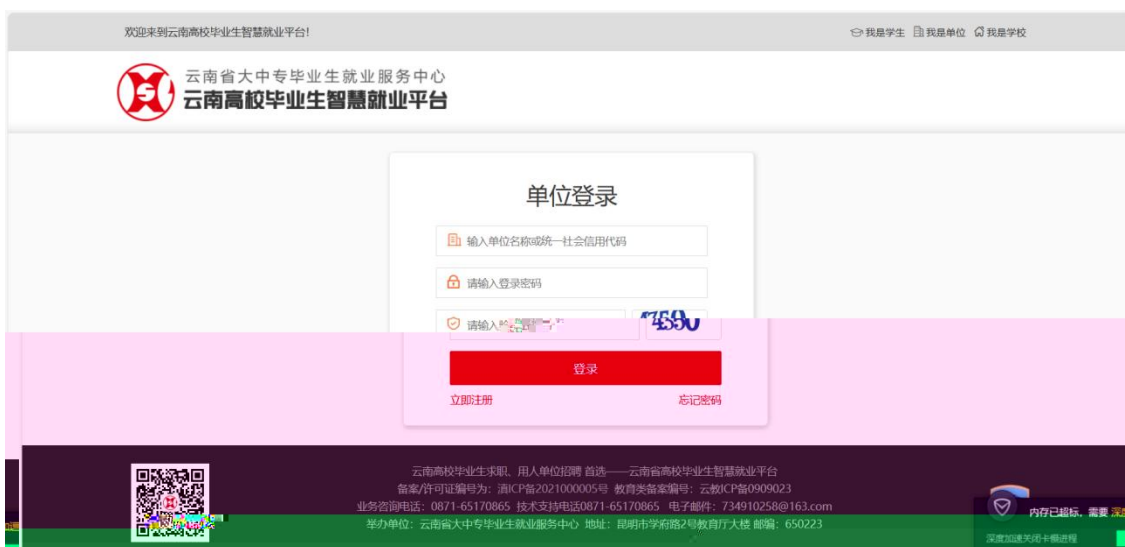 欢迎来到云南高校毕业生智慧就业平台!
我是学生 我是单位 我是学校
云南省大中专毕业生就业服务中心
云南高校毕业生智慧就业平台
单位登录
输入单位名称或统一社会信用代码
请输入登录密码
请输入
登录
立即注册 忘记密码
云南高校毕业生求职、用人单位招聘 首选——云南省高校毕业生智慧就业平台
备案/许可证编号为：滇ICP备2021000005号 教育类备案编号：云教ICP备0909023
业务咨询电话：0871-65170865 技术支持电话0871-65170865 电子邮件：734910258@163.com
举办单位：云南省大中专毕业生就业服务中心 地址：昆明市学府路2号教育厅大楼 邮编：650223
内存已超标，需要 深度
深度加速关闭卡慢进程